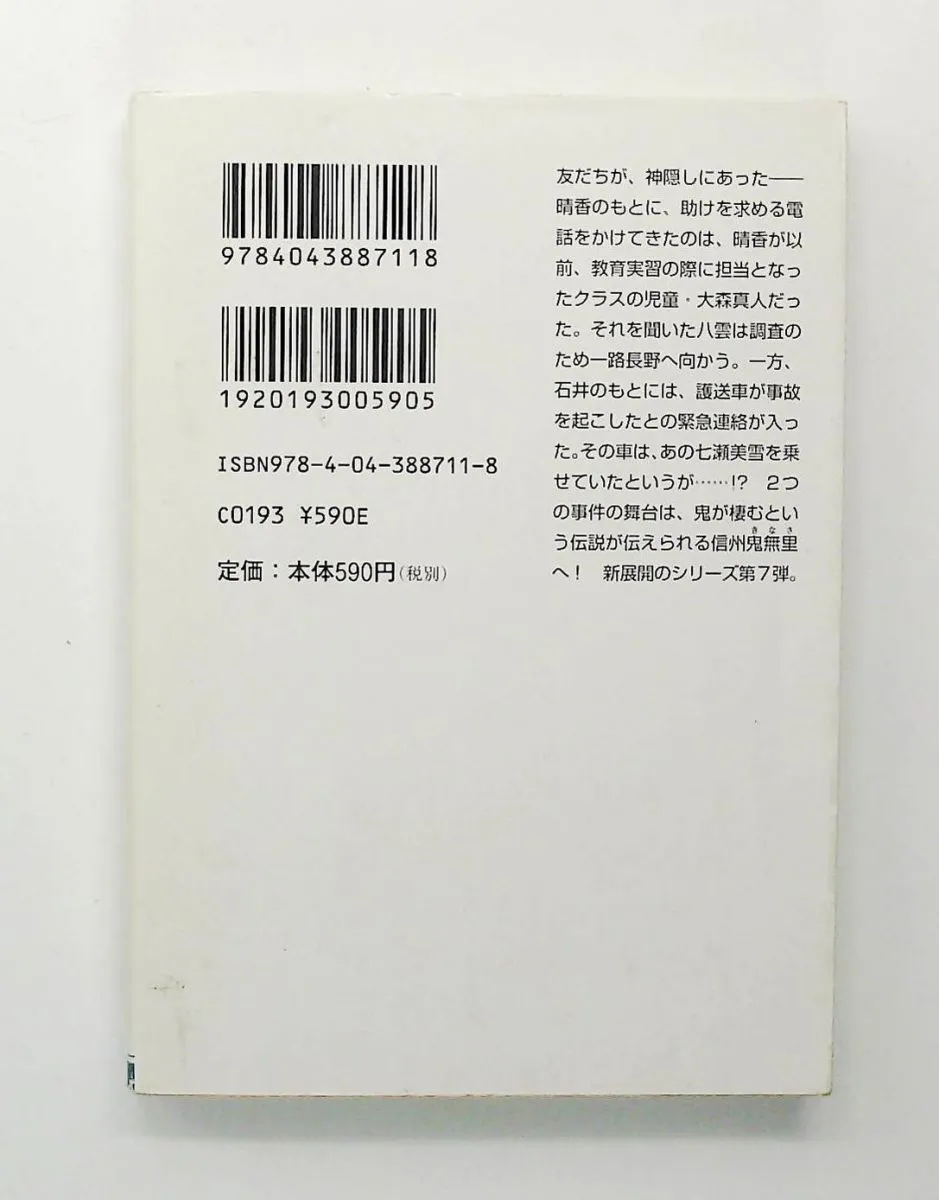 9784043887118
1920193005905
ISBN978-4-04-388711-8
C0193 ¥590E
定価：本体590円（税別）
友だちが、神隠しにあった――
晴香のもとに、助けを求める電
話をかけてきたのは、晴香が以
前、教育実習の際に担当となっ
たクラスの児童・大森真人だっ
た。それを聞いた八雲は調査の
ため一路長野へ向かう。一方、
石井のもとには、護送車が事故
を起こしたとの緊急連絡が入っ
た。その車は、あの七瀬美雪を乗
せていたというが……!?　２つ
の事件の舞台は、鬼が棲むとい
きなさ
う伝説が伝えられる信州鬼無里
へ！　新展開のシリーズ第７弾。